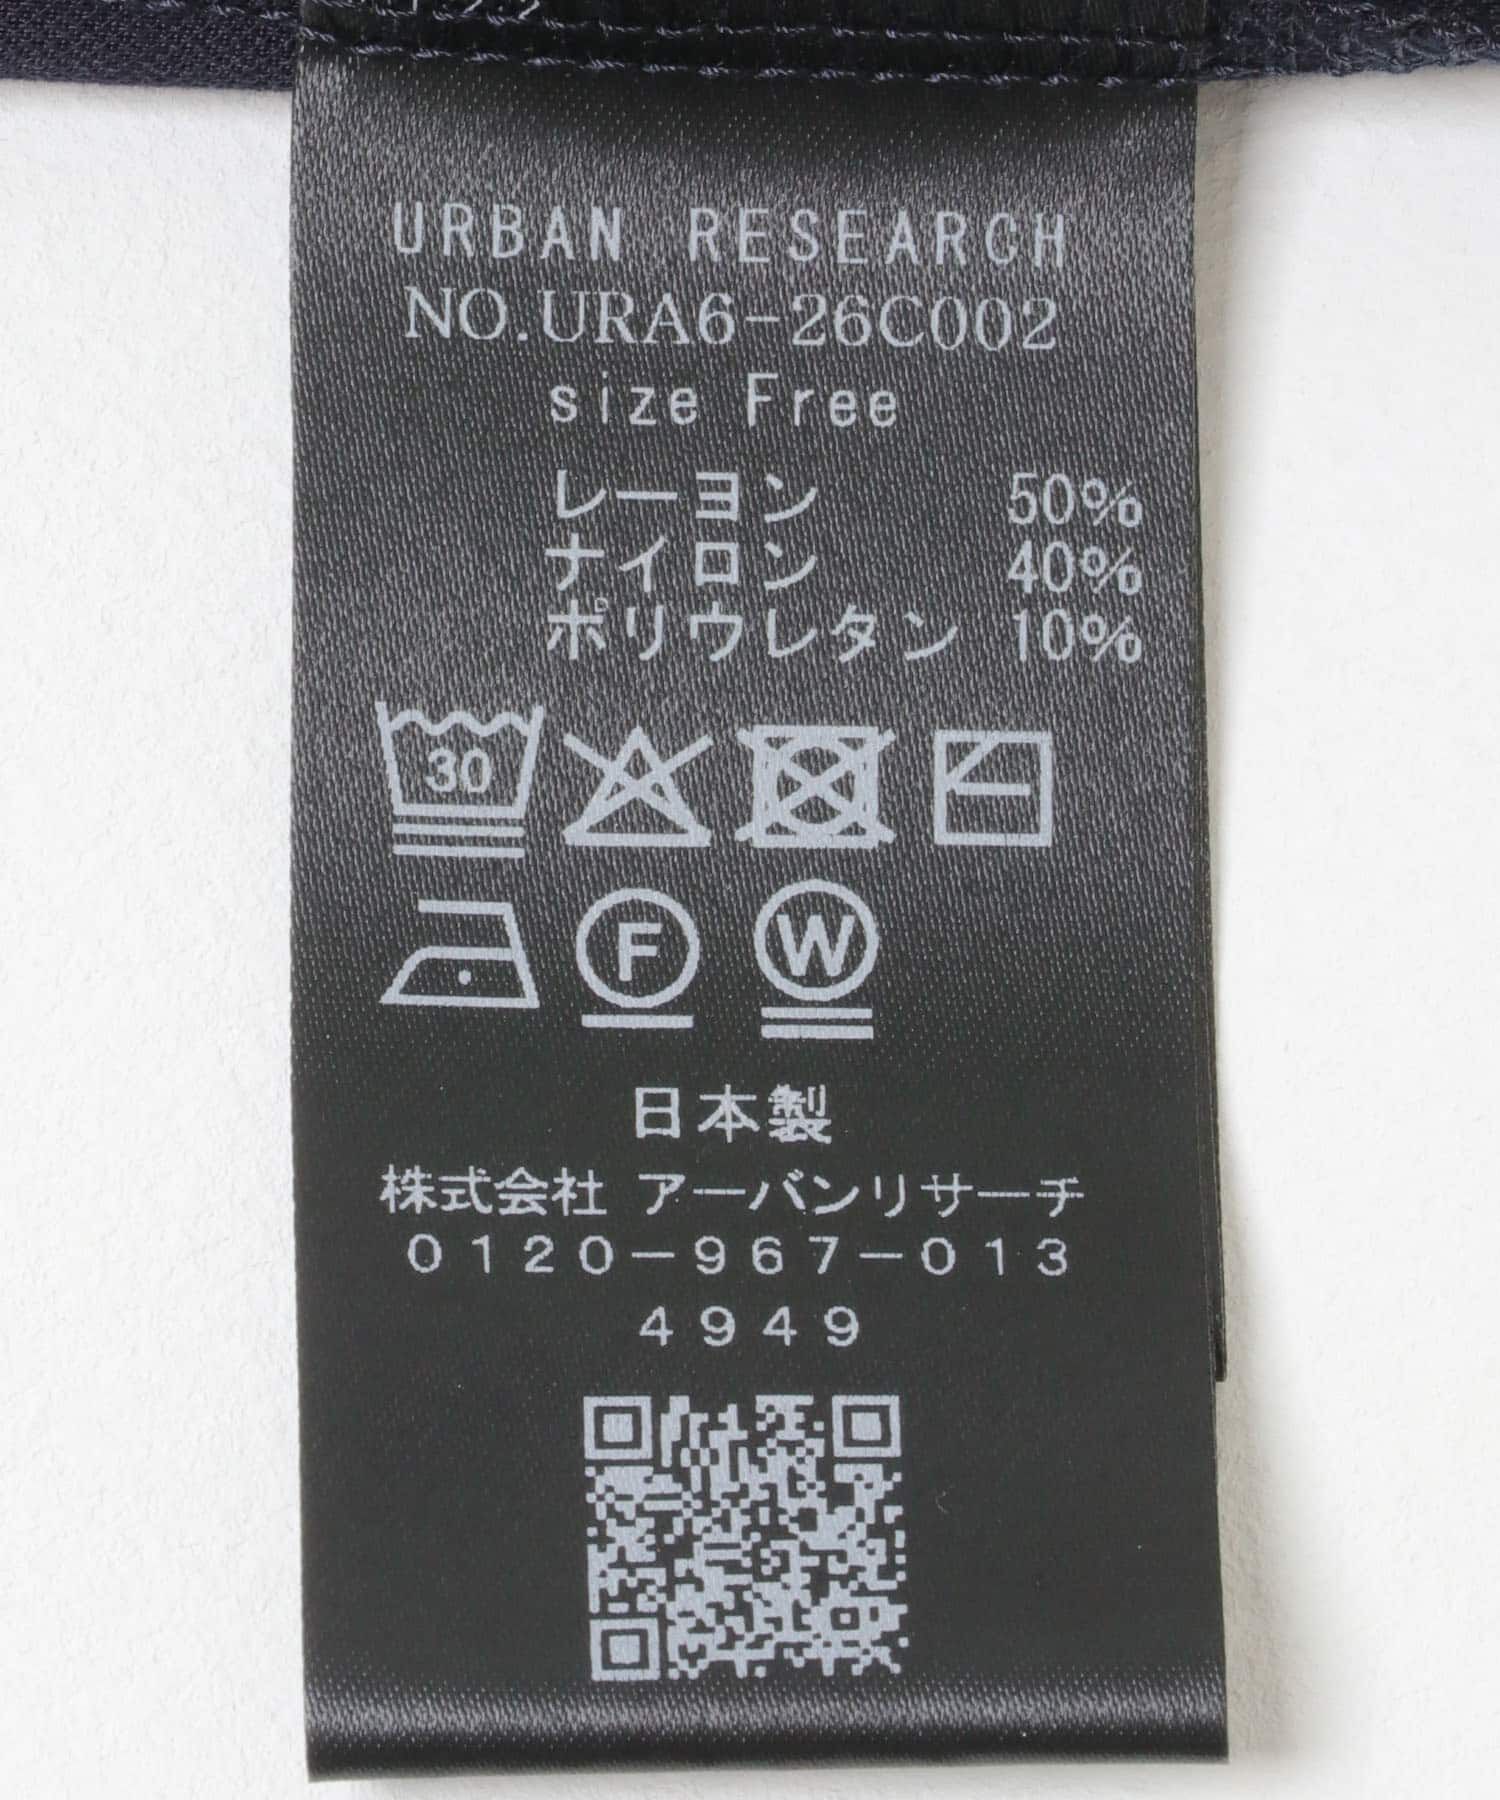 URBAN RESEARCH
NO.URA6-26C002
size Free
レーヨン 50%
ナイロン 40%
ポリウレタン 10%
30
F
W
日本製
株式会社 アーバンリサーチ
0120-967-013
4949